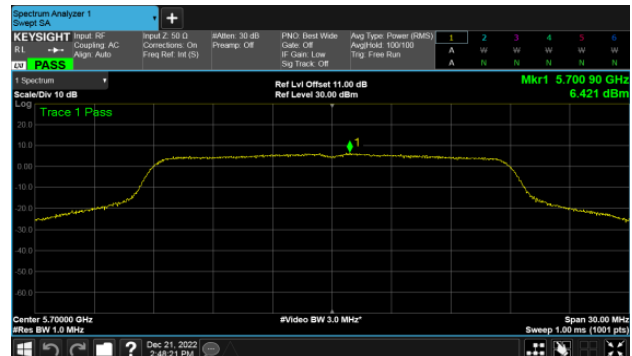 Spectrum Analyzer 1
Swept SA
+
KEYSIGHT
RL
LXI PASS
Input: RF
Coupling: AC
Align: Auto
Input Z: 50 Ω
Corrections: On
Freq Ref: Int (S)
#Atten: 30 dB
Preamp: Off
PNO: Best Wide
Gate: Off
IF Gain: Low
Sig Track: Off
Avg Type: Power (RMS)
Avg|Hold: 100/100
Trig: Free Run
1 2 3 4 5 6
A W W W W W
A N N N N N
1 Spectrum
Scale/Div 10 dB
Ref Lvl Offset 11.00 dB
Ref Level 30.00 dBm
Mkr1 5.700 90 GHz
6.421 dBm
Log
Trace 1 Pass
20.0
10.0
0.00
-10.0
-20.0
-30.0
-40.0
-50.0
-60.0
1
Center 5.70000 GHz
#Res BW 1.0 MHz
#Video BW 3.0 MHz*
Span 30.00 MHz
Sweep 1.00 ms (1001 pts)
?
Dec 21, 2022
2:48:21 PM